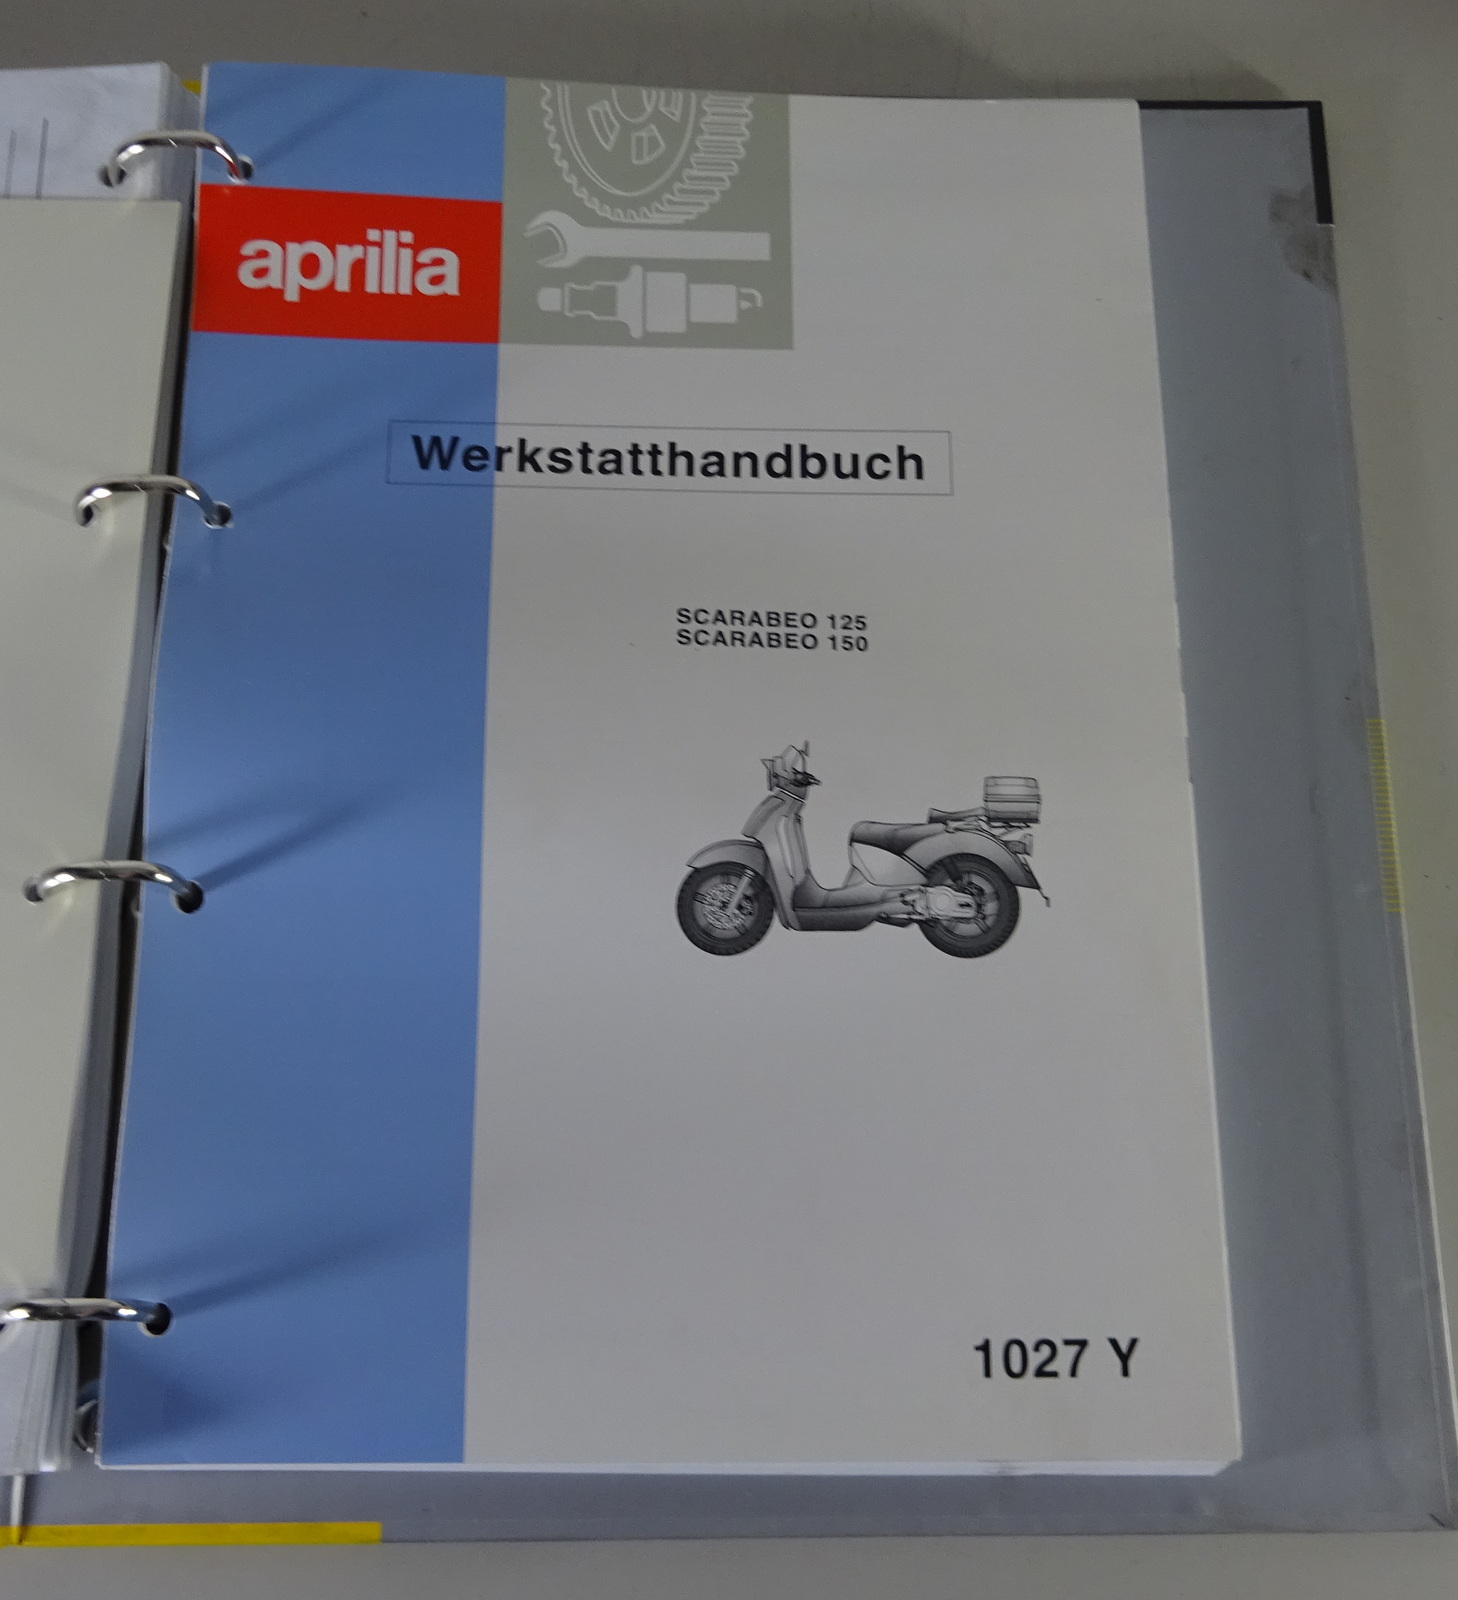 aprilia
Werkstatthandbuch
SCARABEO 125
SCARABEO 150
1027 Y